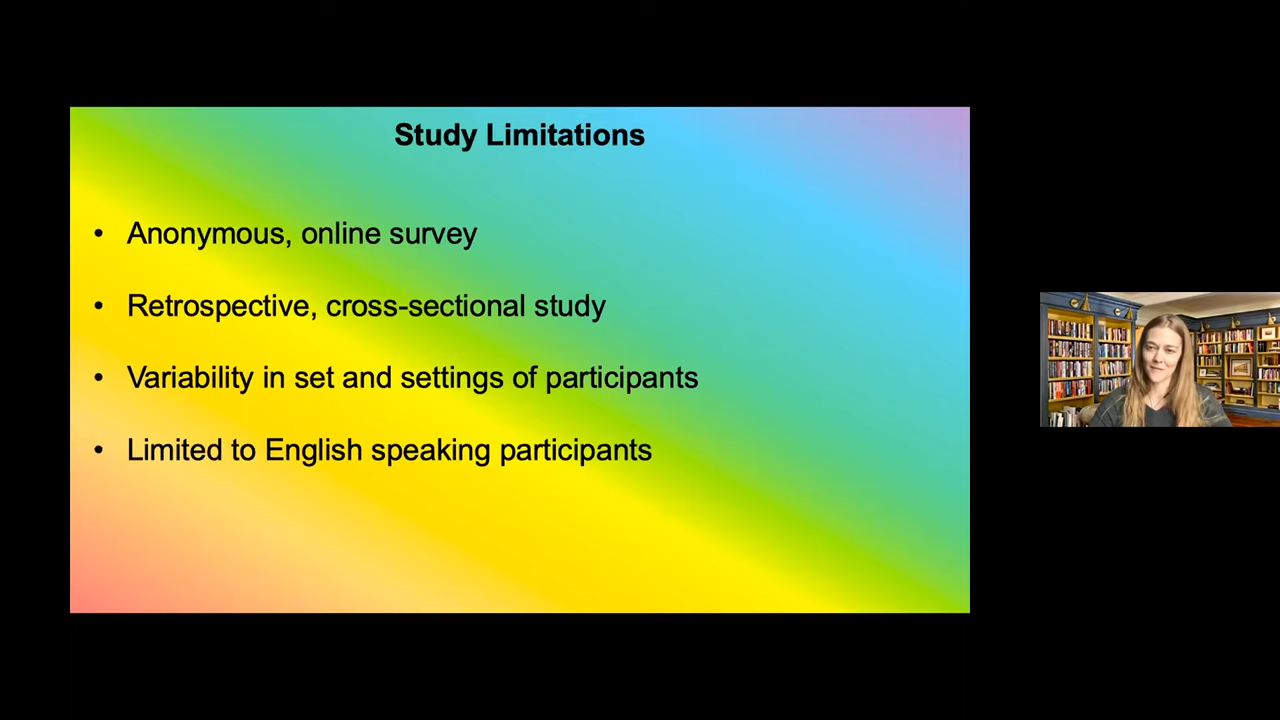 Study Limitations
• Anonymous, online survey
• Retrospective, cross-sectional study
• Variability in set and settings of participants
• Limited to English speaking participants